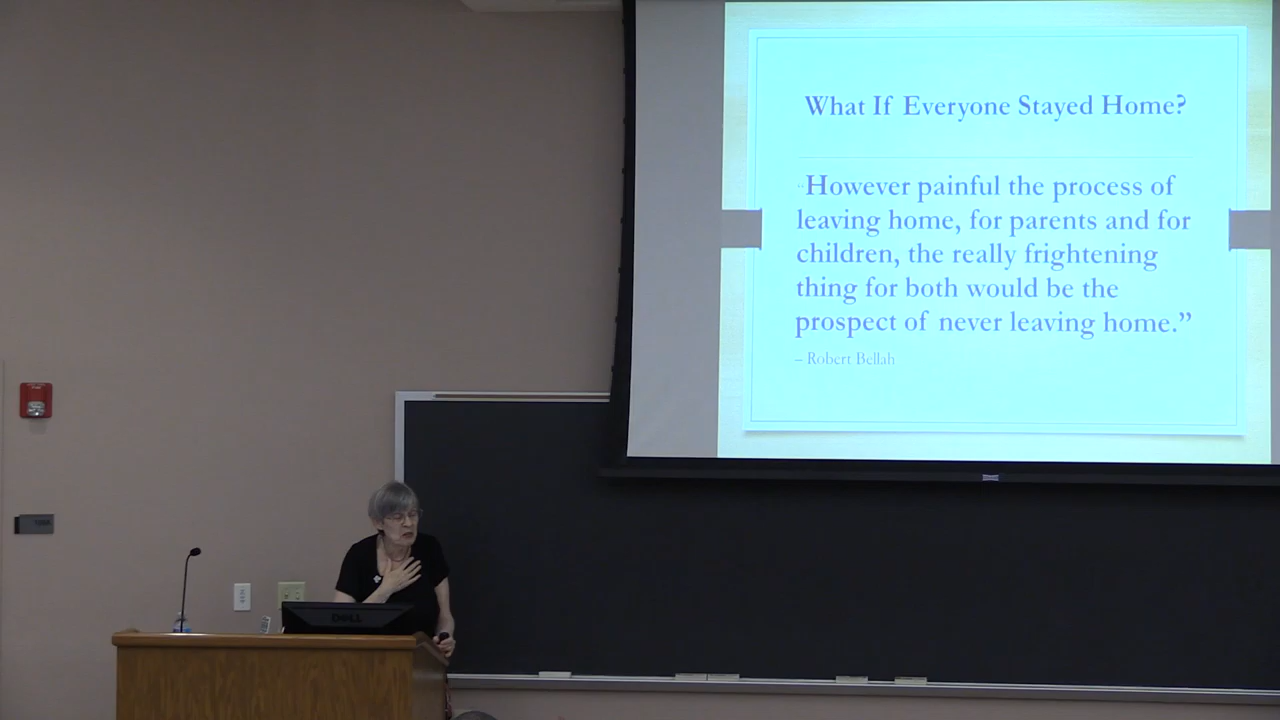 What If Everyone Stayed Home?
“However painful the process of
leaving home, for parents and for
children, the really frightening
thing for both would be the
prospect of never leaving home.”
– Robert Bellah
DELL